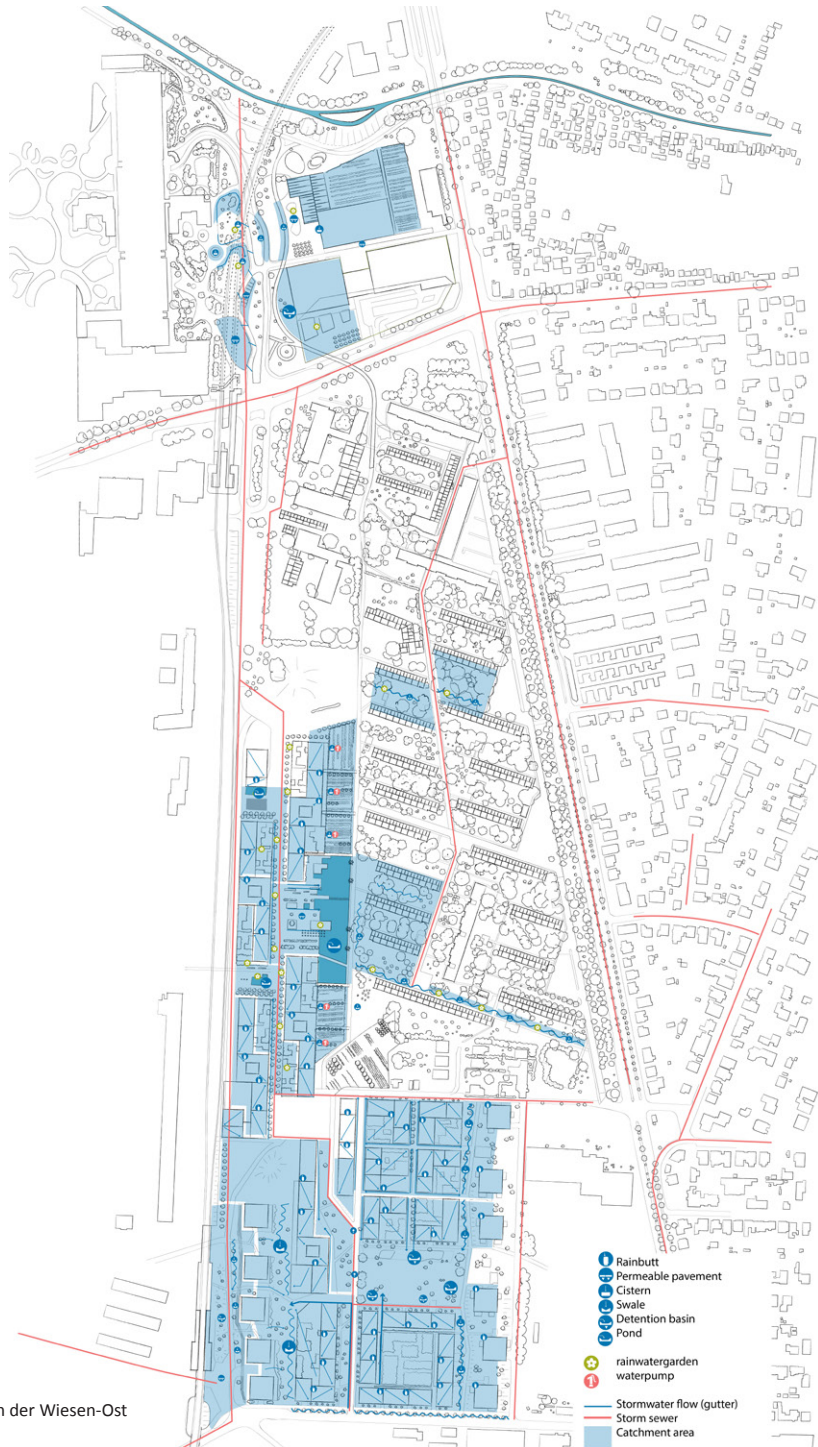 Rainbutt
Permeable pavement
Cistern
Swale
Detention basin
Pond
rainwatergarden
waterpump
Stormwater flow (gutter)
Storm sewer
Catchment area
n der Wiesen-Ost